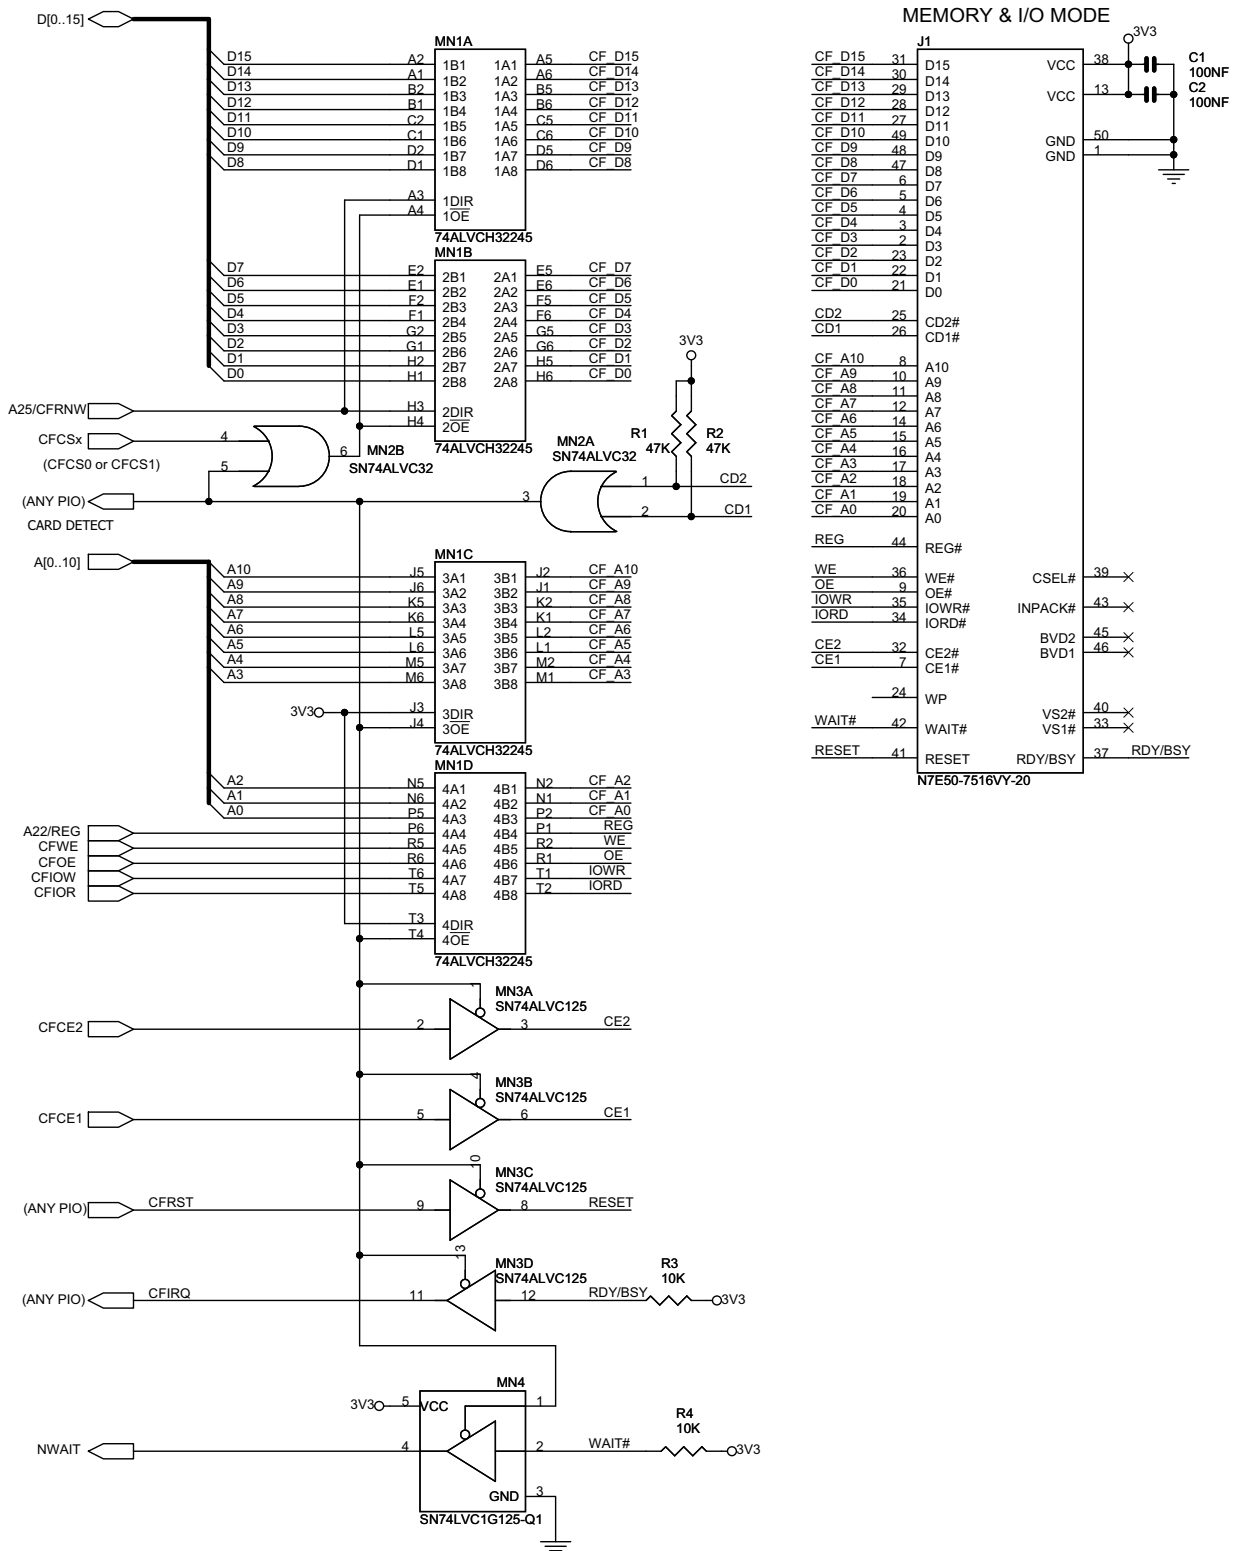 MEMORY & I/O MODE
D[0..15]
MN1A
D15 A2 1B1 1A1 A5 CF_D15
D14 A1 1B2 1A2 A6 CF_D14
D13 B2 1B3 1A3 B5 CF_D13
D12 B1 1B4 1A4 B6 CF_D12
D11 C2 1B5 1A5 C5 CF_D11
D10 C1 1B6 1A6 C6 CF_D10
D9 D2 1B7 1A7 D5 CF_D9
D8 D1 1B8 1A8 D6 CF_D8
A3 1DIR
A4 1OE
74ALVCH32245
MN1B
D7 E2 2B1 2A1 E5 CF_D7
D6 E1 2B2 2A2 E6 CF_D6
D5 F2 2B3 2A3 F5 CF_D5
D4 F1 2B4 2A4 F6 CF_D4
D3 G2 2B5 2A5 G5 CF_D3
D2 G1 2B6 2A6 G6 CF_D2
D1 H2 2B7 2A7 H5 CF_D1
D0 H1 2B8 2A8 H6 CF_D0
A25/CFRNW H3 2DIR
H4 2OE
74ALVCH32245
CFCSx 4
(CFCS0 or CFCS1) 5
6 MN2B
SN74ALVC32
3V3
R1 47K
R2 47K
MN2A
SN74ALVC32
1 CD2
2 CD1
3
(ANY PIO)
CARD DETECT
A[0..10]
MN1C
A10 J5 3A1 3B1 J2 CF_A10
A9 J6 3A2 3B2 J1 CF_A9
A8 K5 3A3 3B3 K2 CF_A8
A7 K6 3A4 3B4 K1 CF_A7
A6 L5 3A5 3B5 L2 CF_A6
A5 L6 3A6 3B6 L1 CF_A5
A4 M5 3A7 3B7 M2 CF_A4
A3 M6 3A8 3B8 M1 CF_A3
3V3 J3 3DIR
J4 3OE
74ALVCH32245
MN1D
A2 N5 4A1 4B1 N2 CF_A2
A1 N6 4A2 4B2 N1 CF_A1
A0 P5 4A3 4B3 P2 CF_A0
A22/REG P6 4A4 4B4 P1 REG
CFWE R5 4A5 4B5 R2 WE
CFOE R6 4A6 4B6 R1 OE
CFIOW T6 4A7 4B7 T1 IOWR
CFIOR T5 4A8 4B8 T2 IORD
T3 4DIR
T4 4OE
74ALVCH32245
1 MN3A
SN74ALVC125
CFCE2 2 3 CE2
4 MN3B
SN74ALVC125
CFCE1 5 6 CE1
10 MN3C
SN74ALVC125
(ANY PIO) CFRST 9 8 RESET
13 MN3D
SN74ALVC125
R3
10K
(ANY PIO) CFIRQ 11 12 RDY/BSY 3V3
MN4
3V3 5 VCC 1
R4
10K
NWAIT 4 2 WAIT# 3V3
GND 3
SN74LVC1G125-Q1
J1
CF_D15 31 D15
CF_D14 30 D14
CF_D13 29 D13
CF_D12 28 D12
CF_D11 27 D11
CF_D10 49 D10
CF_D9 48 D9
CF_D8 47 D8
CF_D7 6 D7
CF_D6 5 D6
CF_D5 4 D5
CF_D4 3 D4
CF_D3 2 D3
CF_D2 23 D2
CF_D1 22 D1
CF_D0 21 D0
CD2 25 CD2#
CD1 26 CD1#
CF_A10 8 A10
CF_A9 10 A9
CF_A8 11 A8
CF_A7 12 A7
CF_A6 14 A6
CF_A5 15 A5
CF_A4 16 A4
CF_A3 17 A3
CF_A2 18 A2
CF_A1 19 A1
CF_A0 20 A0
REG 44 REG#
WE 36 WE#
OE 9 OE#
IOWR 35 IOWR#
IORD 34 IORD#
CE2 32 CE2#
CE1 7 CE1#
24 WP
WAIT# 42 WAIT#
RESET 41 RESET
3V3
VCC 38
C1
100NF
VCC 13
C2
100NF
GND 50
GND 1
CSEL# 39
INPACK# 43
BVD2 45
BVD1 46
VS2# 40
VS1# 33
RDY/BSY 37 RDY/BSY
N7E50-7516VY-20